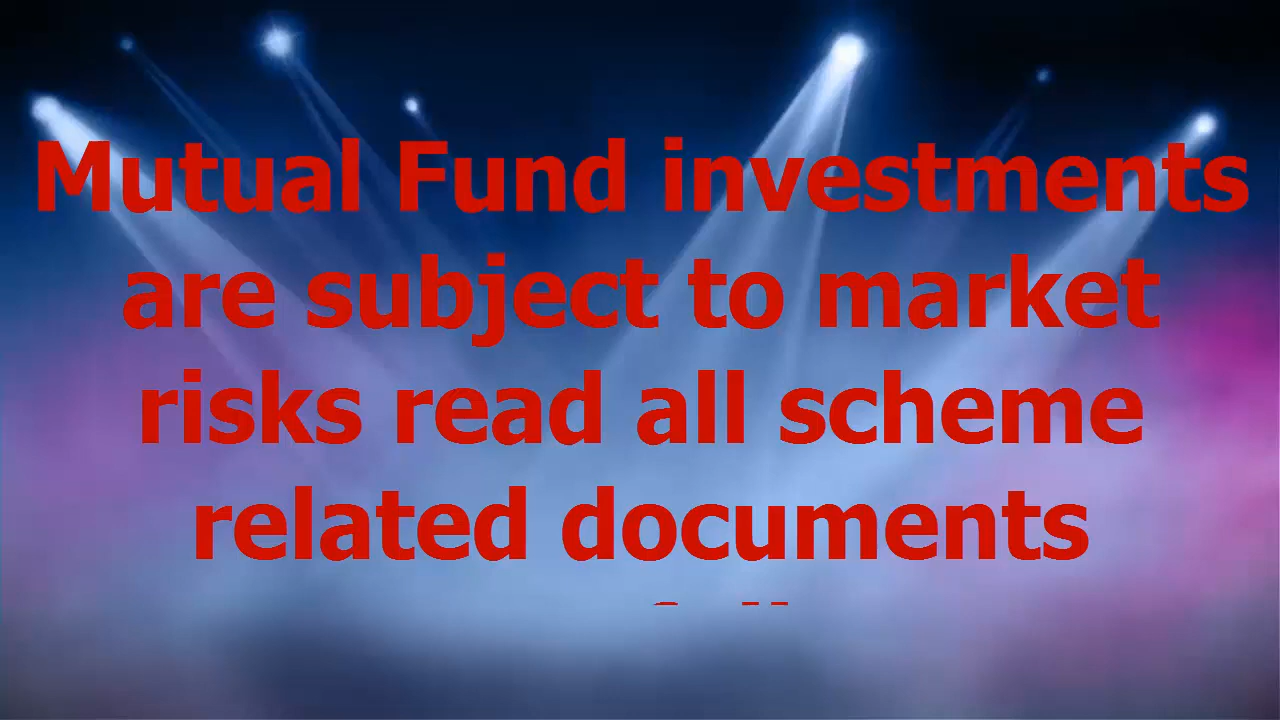 Mutual Fund investments
are subject to market
risks read all scheme
related documents